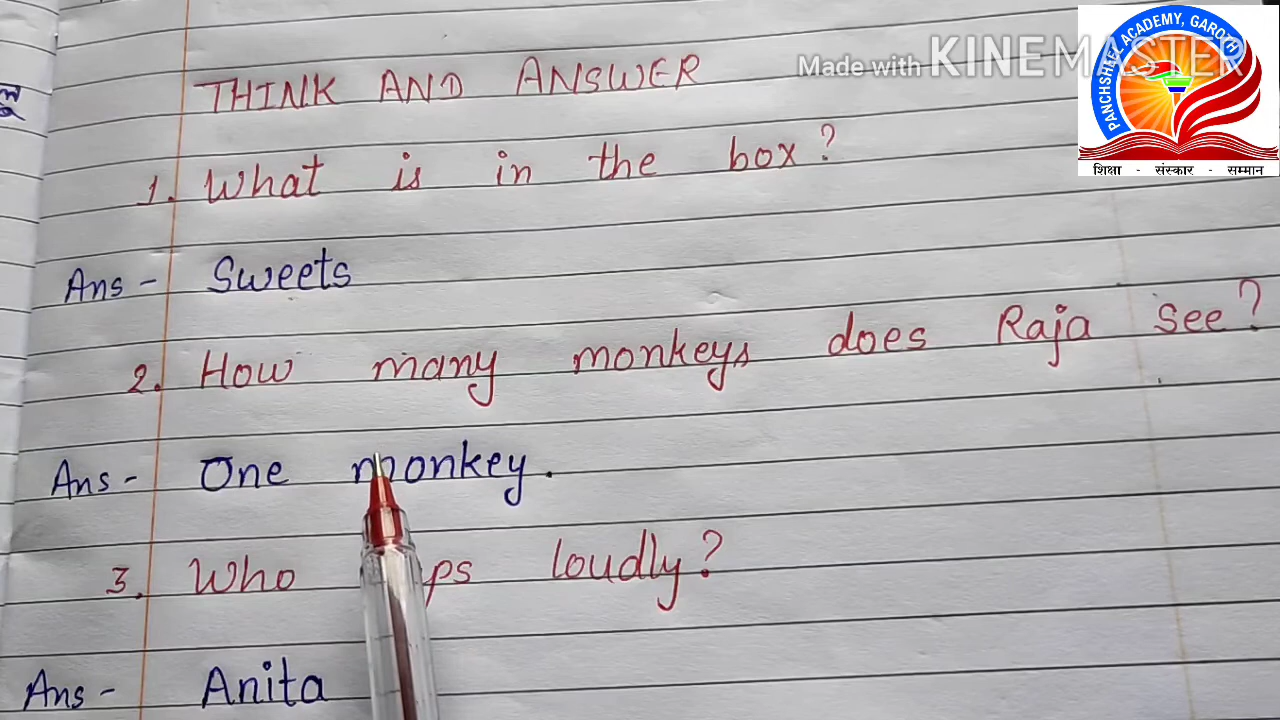 THINK AND ANSWER
Made with KINEMASTER
PANCHSHEEL ACADEMY, GAROTH
शिक्षा - संस्कार - सम्मान
1. What is in the box?
Ans - Sweets
2. How many monkeys does Raja see?
Ans - One monkey.
3. Who ps loudly?
Ans - Anita